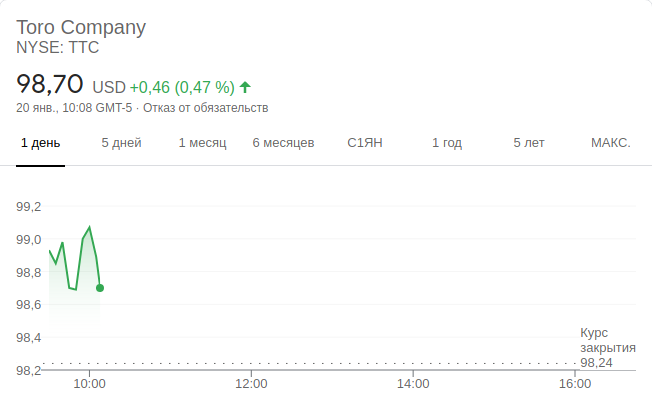 Toro Company
NYSE: TTC
98,70 USD +0,46 (0,47 %)
20 янв., 10:08 GMT-5 · Отказ от обязательств
1 день 5 дней 1 месяц 6 месяцев С1ЯН 1 год 5 лет МАКС.
99,2
99,0
98,8
98,6
98,4
98,2
Курс
закрытия
98,24
10:00 12:00 14:00 16:00